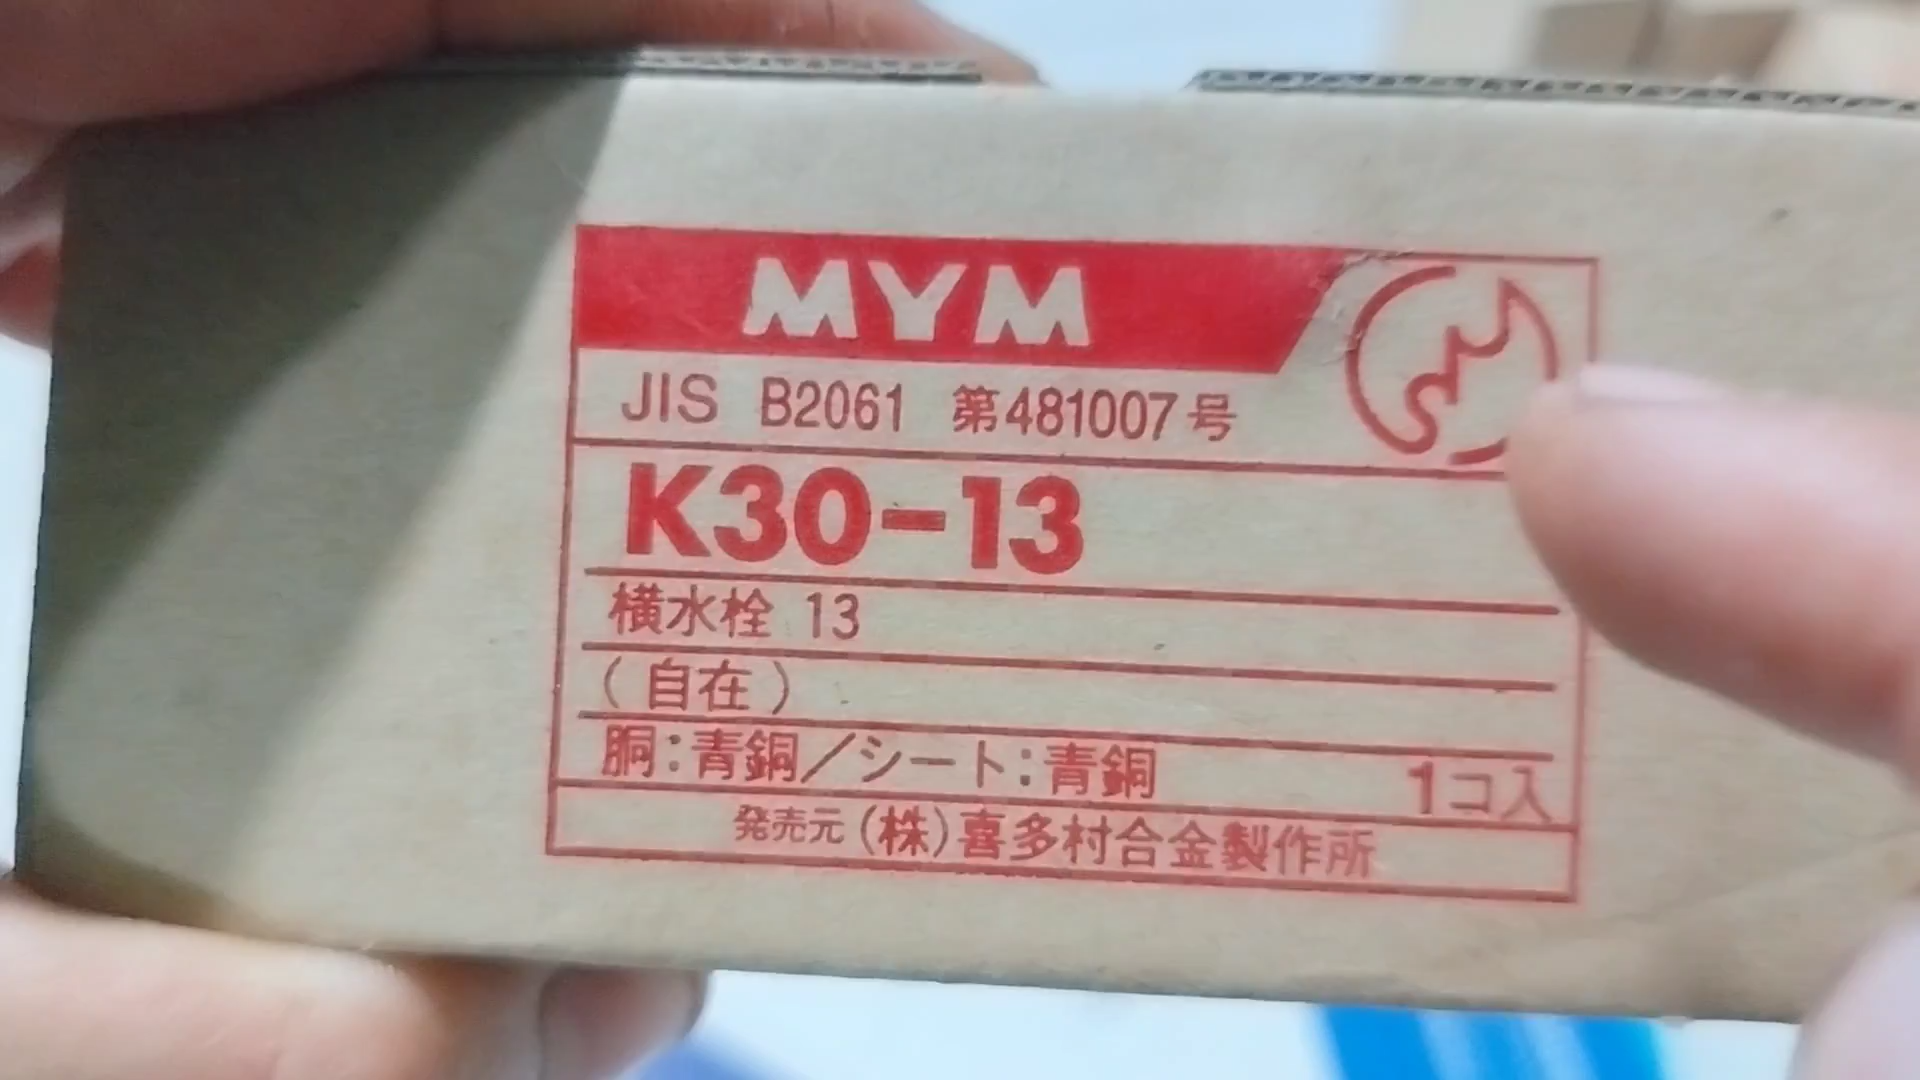 MYM
JIS B2061 第481007号
K30-13
横水栓 13
(自在)
胴:青銅/シート:青銅 1コ入
発売元 (株)喜多村合金製作所